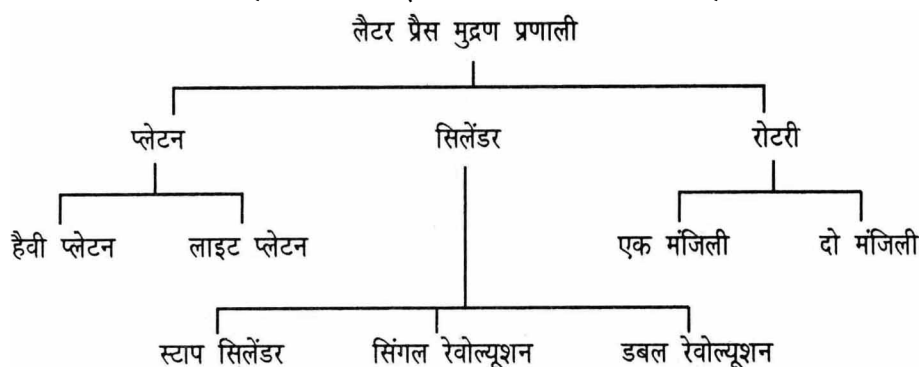 लैटर प्रैस मुद्रण प्रणाली
प्लेटन सिलेंडर रोटरी
हैवी प्लेटन लाइट प्लेटन एक मंजिली दो मंजिली
स्टाप सिलेंडर सिंगल रेवोल्यूशन डबल रेवोल्यूशन